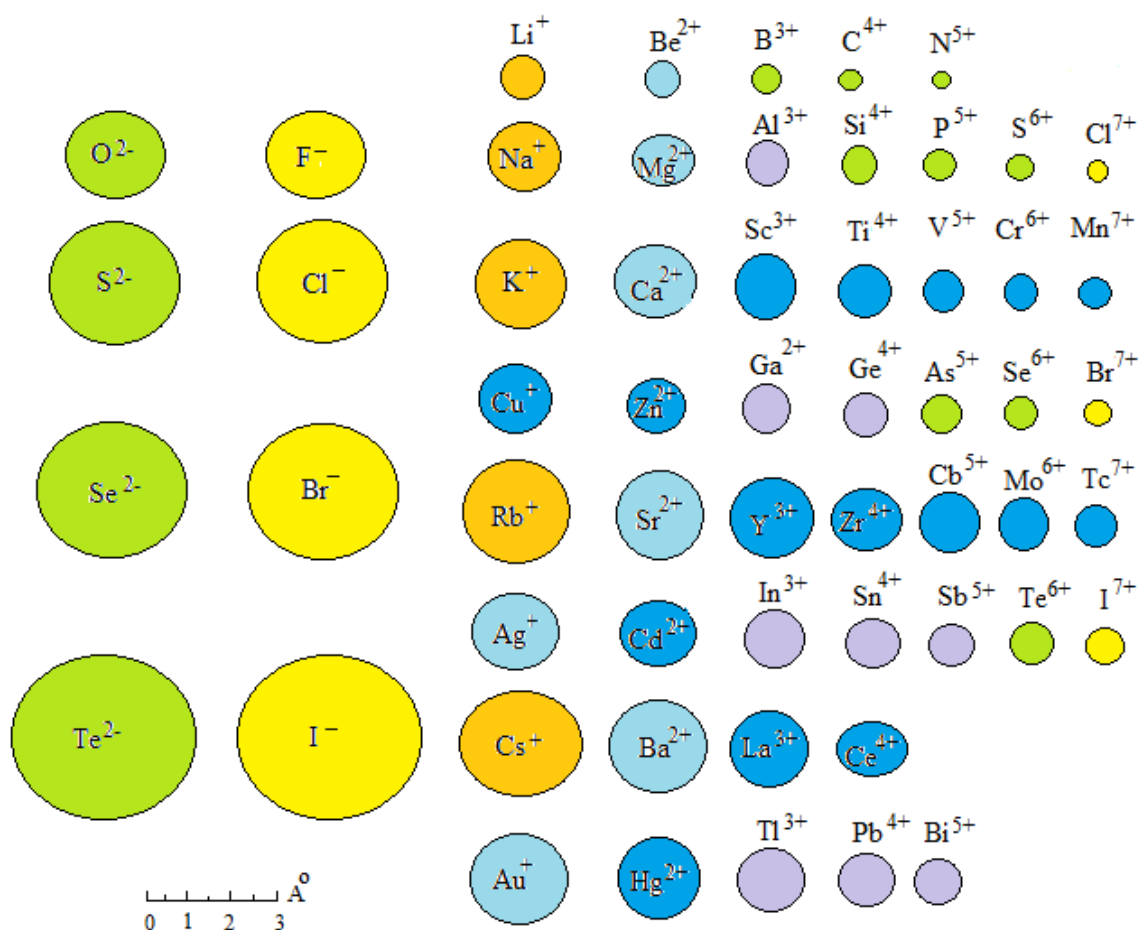 Li⁺ Be²⁺ B³⁺ C⁴⁺ N⁵⁺
O²⁻ F⁻ Na⁺ Mg²⁺ Al³⁺ Si⁴⁺ P⁵⁺ S⁶⁺ Cl⁷⁺
S²⁻ Cl⁻ K⁺ Ca²⁺ Sc³⁺ Ti⁴⁺ V⁵⁺ Cr⁶⁺ Mn⁷⁺
Cu⁺ Zn²⁺ Ga²⁺ Ge⁴⁺ As⁵⁺ Se⁶⁺ Br⁷⁺
Se²⁻ Br⁻ Rb⁺ Sr²⁺ Y³⁺ Zr⁴⁺ Cb⁵⁺ Mo⁶⁺ Tc⁷⁺
Ag⁺ Cd²⁺ In³⁺ Sn⁴⁺ Sb⁵⁺ Te⁶⁺ I⁷⁺
Te²⁻ I⁻ Cs⁺ Ba²⁺ La³⁺ Ce⁴⁺
Au⁺ Hg²⁺ Tl³⁺ Pb⁴⁺ Bi⁵⁺
A°
0 1 2 3